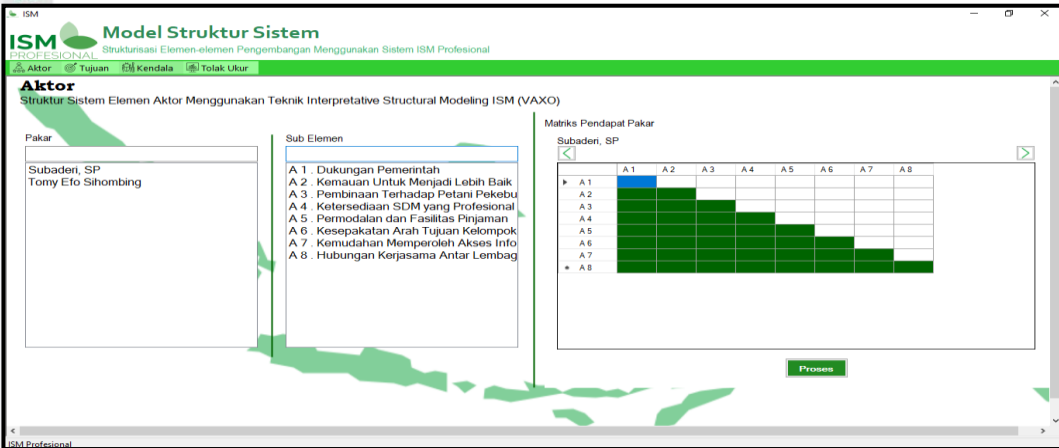 ISM
ISM
PROFESIONAL
Model Struktur Sistem
Strukturisasi Elemen-elemen Pengembangan Menggunakan Sistem ISM Profesional
Aktor Tujuan Kendala Tolak Ukur
Aktor
Struktur Sistem Elemen Aktor Menggunakan Teknik Interpretative Structural Modeling ISM (VAXO)
Pakar
Subaderi, SP
Tomy Efo Sihombing
Sub Elemen
A 1 . Dukungan Pemerintah
A 2 . Kemauan Untuk Menjadi Lebih Baik
A 3 . Pembinaan Terhadap Petani Pekebu
A 4 . Ketersediaan SDM yang Profesional
A 5 . Permodalan dan Fasilitas Pinjaman
A 6 . Kesepakatan Arah Tujuan Kelompok
A 7 . Kemudahan Memperoleh Akses Info
A 8 . Hubungan Kerjasama Antar Lembag
Matriks Pendapat Pakar
Subaderi, SP
A 1 A 2 A 3 A 4 A 5 A 6 A 7 A 8
A 1
A 2
A 3
A 4
A 5
A 6
A 7
A 8
Proses
ISM Profesional